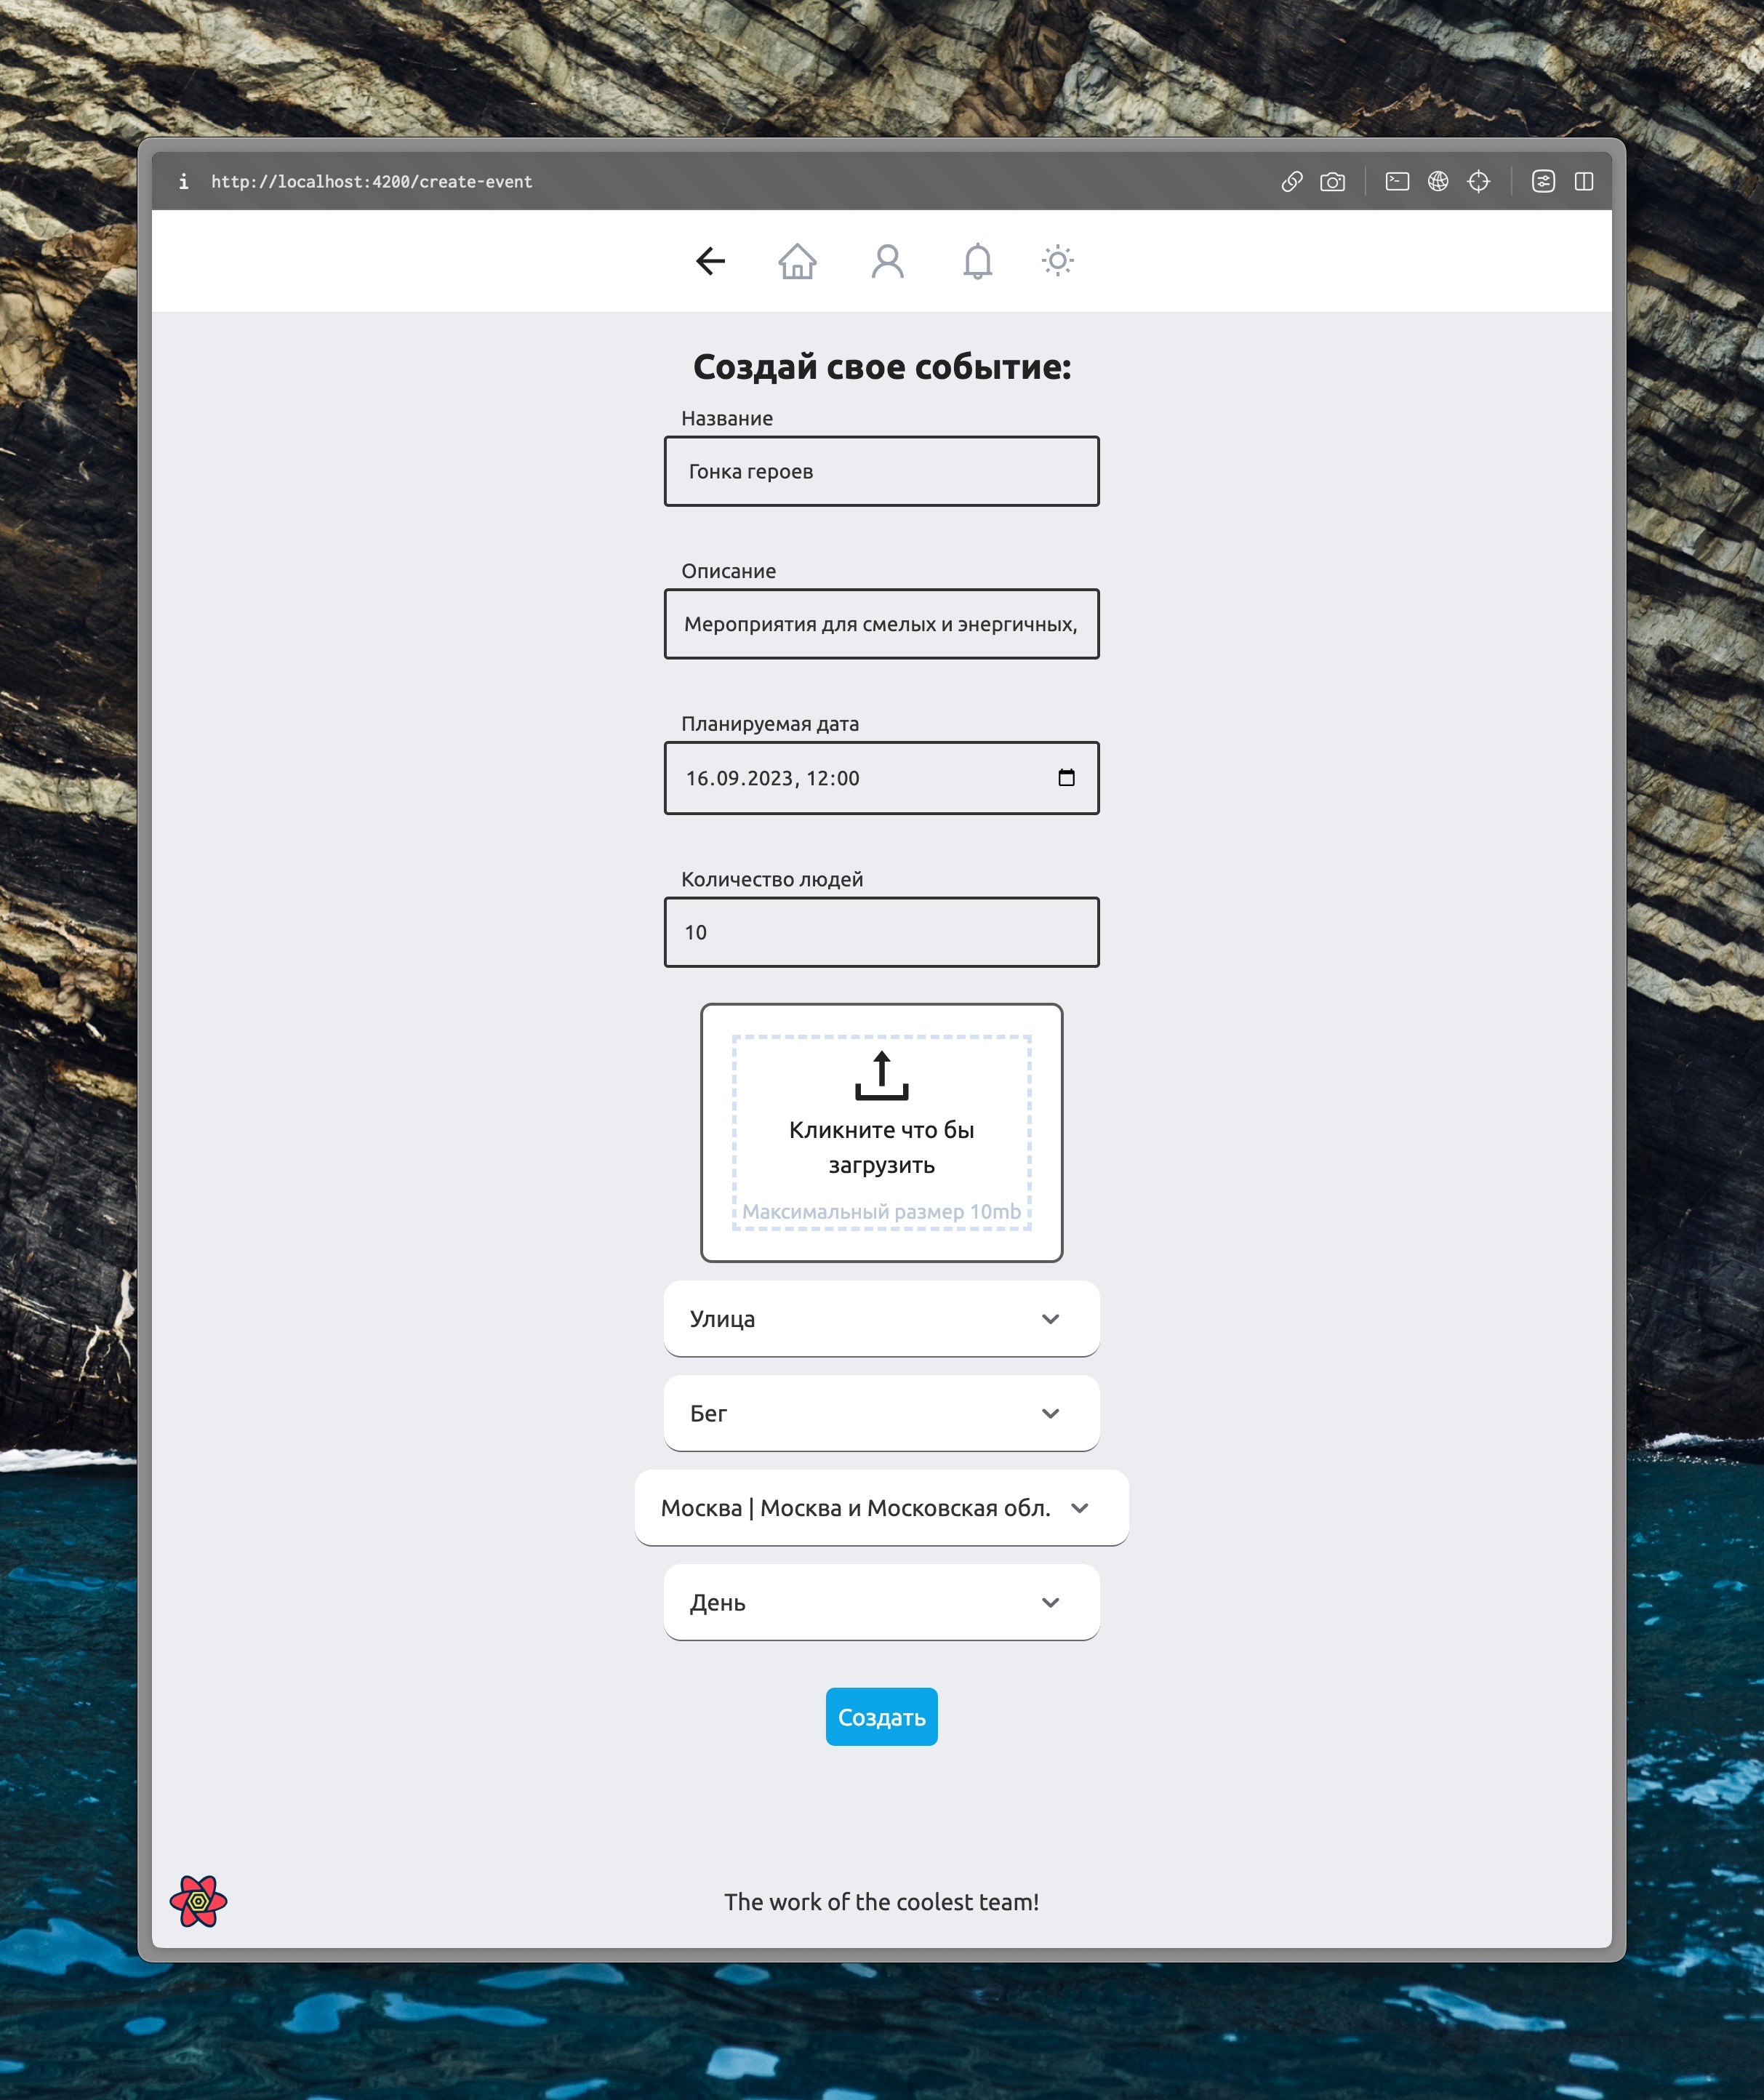 http://localhost:4200/create-event
Создай свое событие:
Название
Гонка героев
Описание
Мероприятия для смелых и энергичных,
Планируемая дата
16.09.2023, 12:00
Количество людей
10
Кликните что бы
загрузить
Максимальный размер 10mb
Улица
Бег
Москва | Москва и Московская обл.
День
Создать
The work of the coolest team!